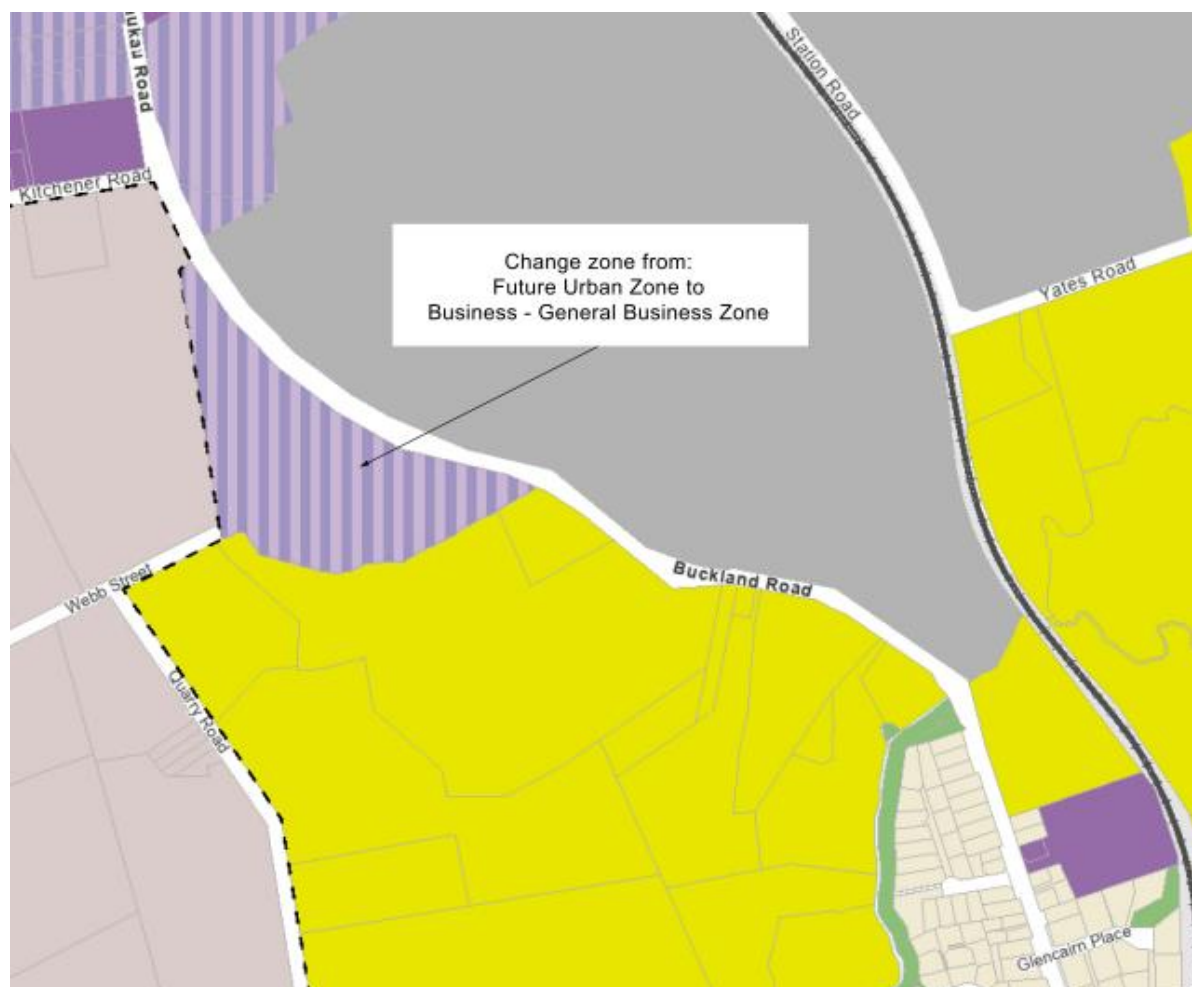 ukau Road
Station Road
Kitchener Road
Change zone from:
Future Urban Zone to
Business - General Business Zone
Yates Road
Webb Street
Buckland Road
Quarry Road
Glencairn Place